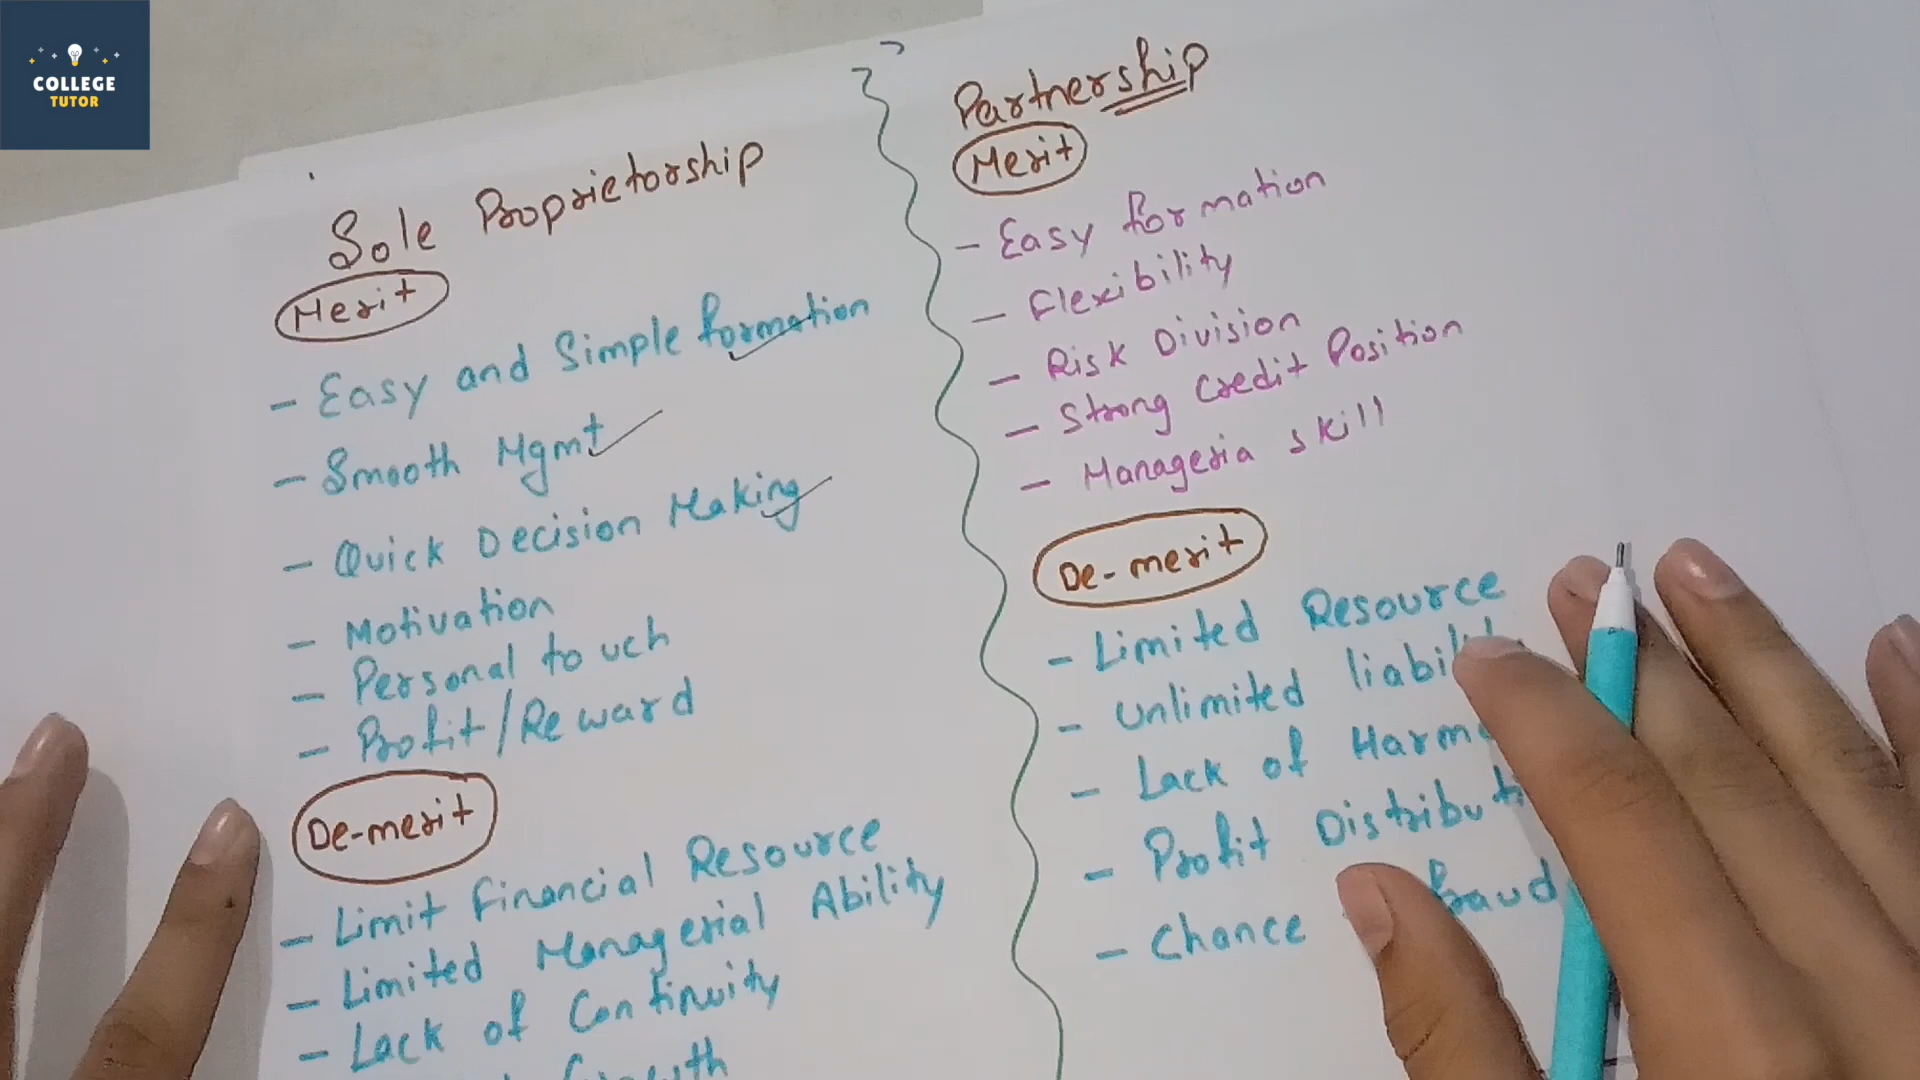 COLLEGE
TUTOR
Sole Proprietorship
Merit
- Easy and Simple formation
- Smooth Mgmt
- Quick Decision Making
- Motivation
- Personal touch
- Profit/Reward
De-merit
- Limit Financial Resource
- Limited Managerial Ability
- Lack of Continuity
Growth
Partnership
Merit
- Easy formation
- Flexibility
- Risk Division
- Strong Credit Position
- Manageria skill
De-merit
- Limited Resource
- Unlimited
- Lack of
- Profit
- Chance fraud